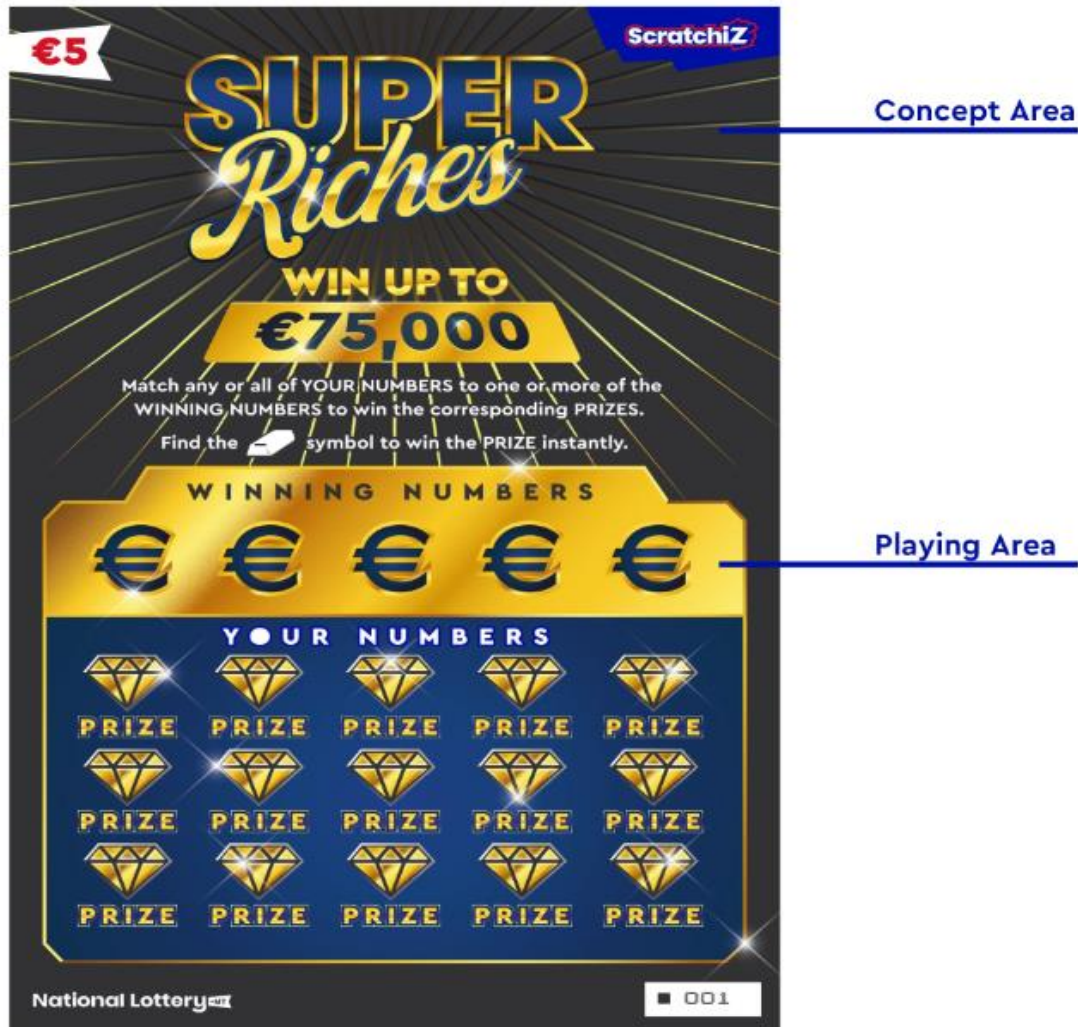 €5
ScratchiZ
Concept Area
SUPER
Riches
WIN UP TO
€75,000
Match any or all of YOUR NUMBERS to one or more of the
WINNING NUMBERS to win the corresponding PRIZES.
Find the symbol to win the PRIZE instantly.
WINNING NUMBERS
€ € € € €
Playing Area
YOUR NUMBERS
PRIZE PRIZE PRIZE PRIZE PRIZE
PRIZE PRIZE PRIZE PRIZE PRIZE
PRIZE PRIZE PRIZE PRIZE PRIZE
National Lottery
001